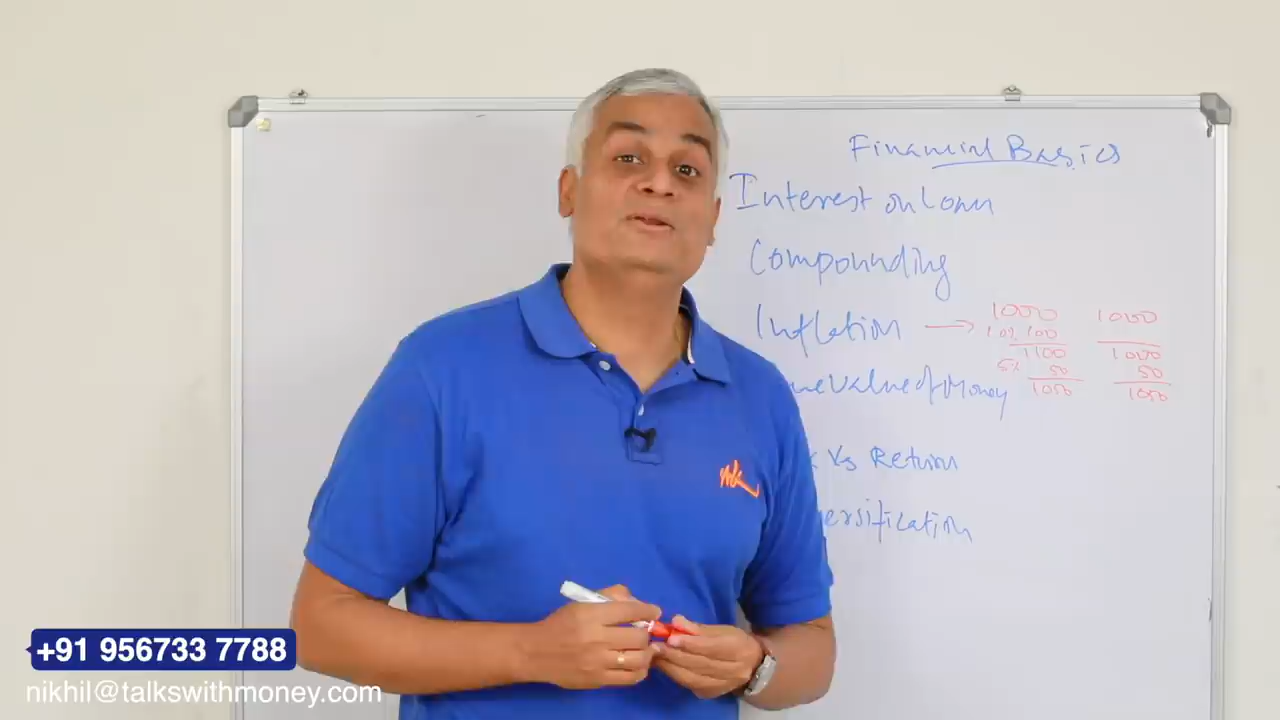 Financial Basics
Interest on Loan
Compounding
Inflation → 1000 1000
10% 100
1100 1000
5% 50 50
1050 1050
Value of Money
Vs Return
+91 956733 7788
nikhil@talkswithmoney.com